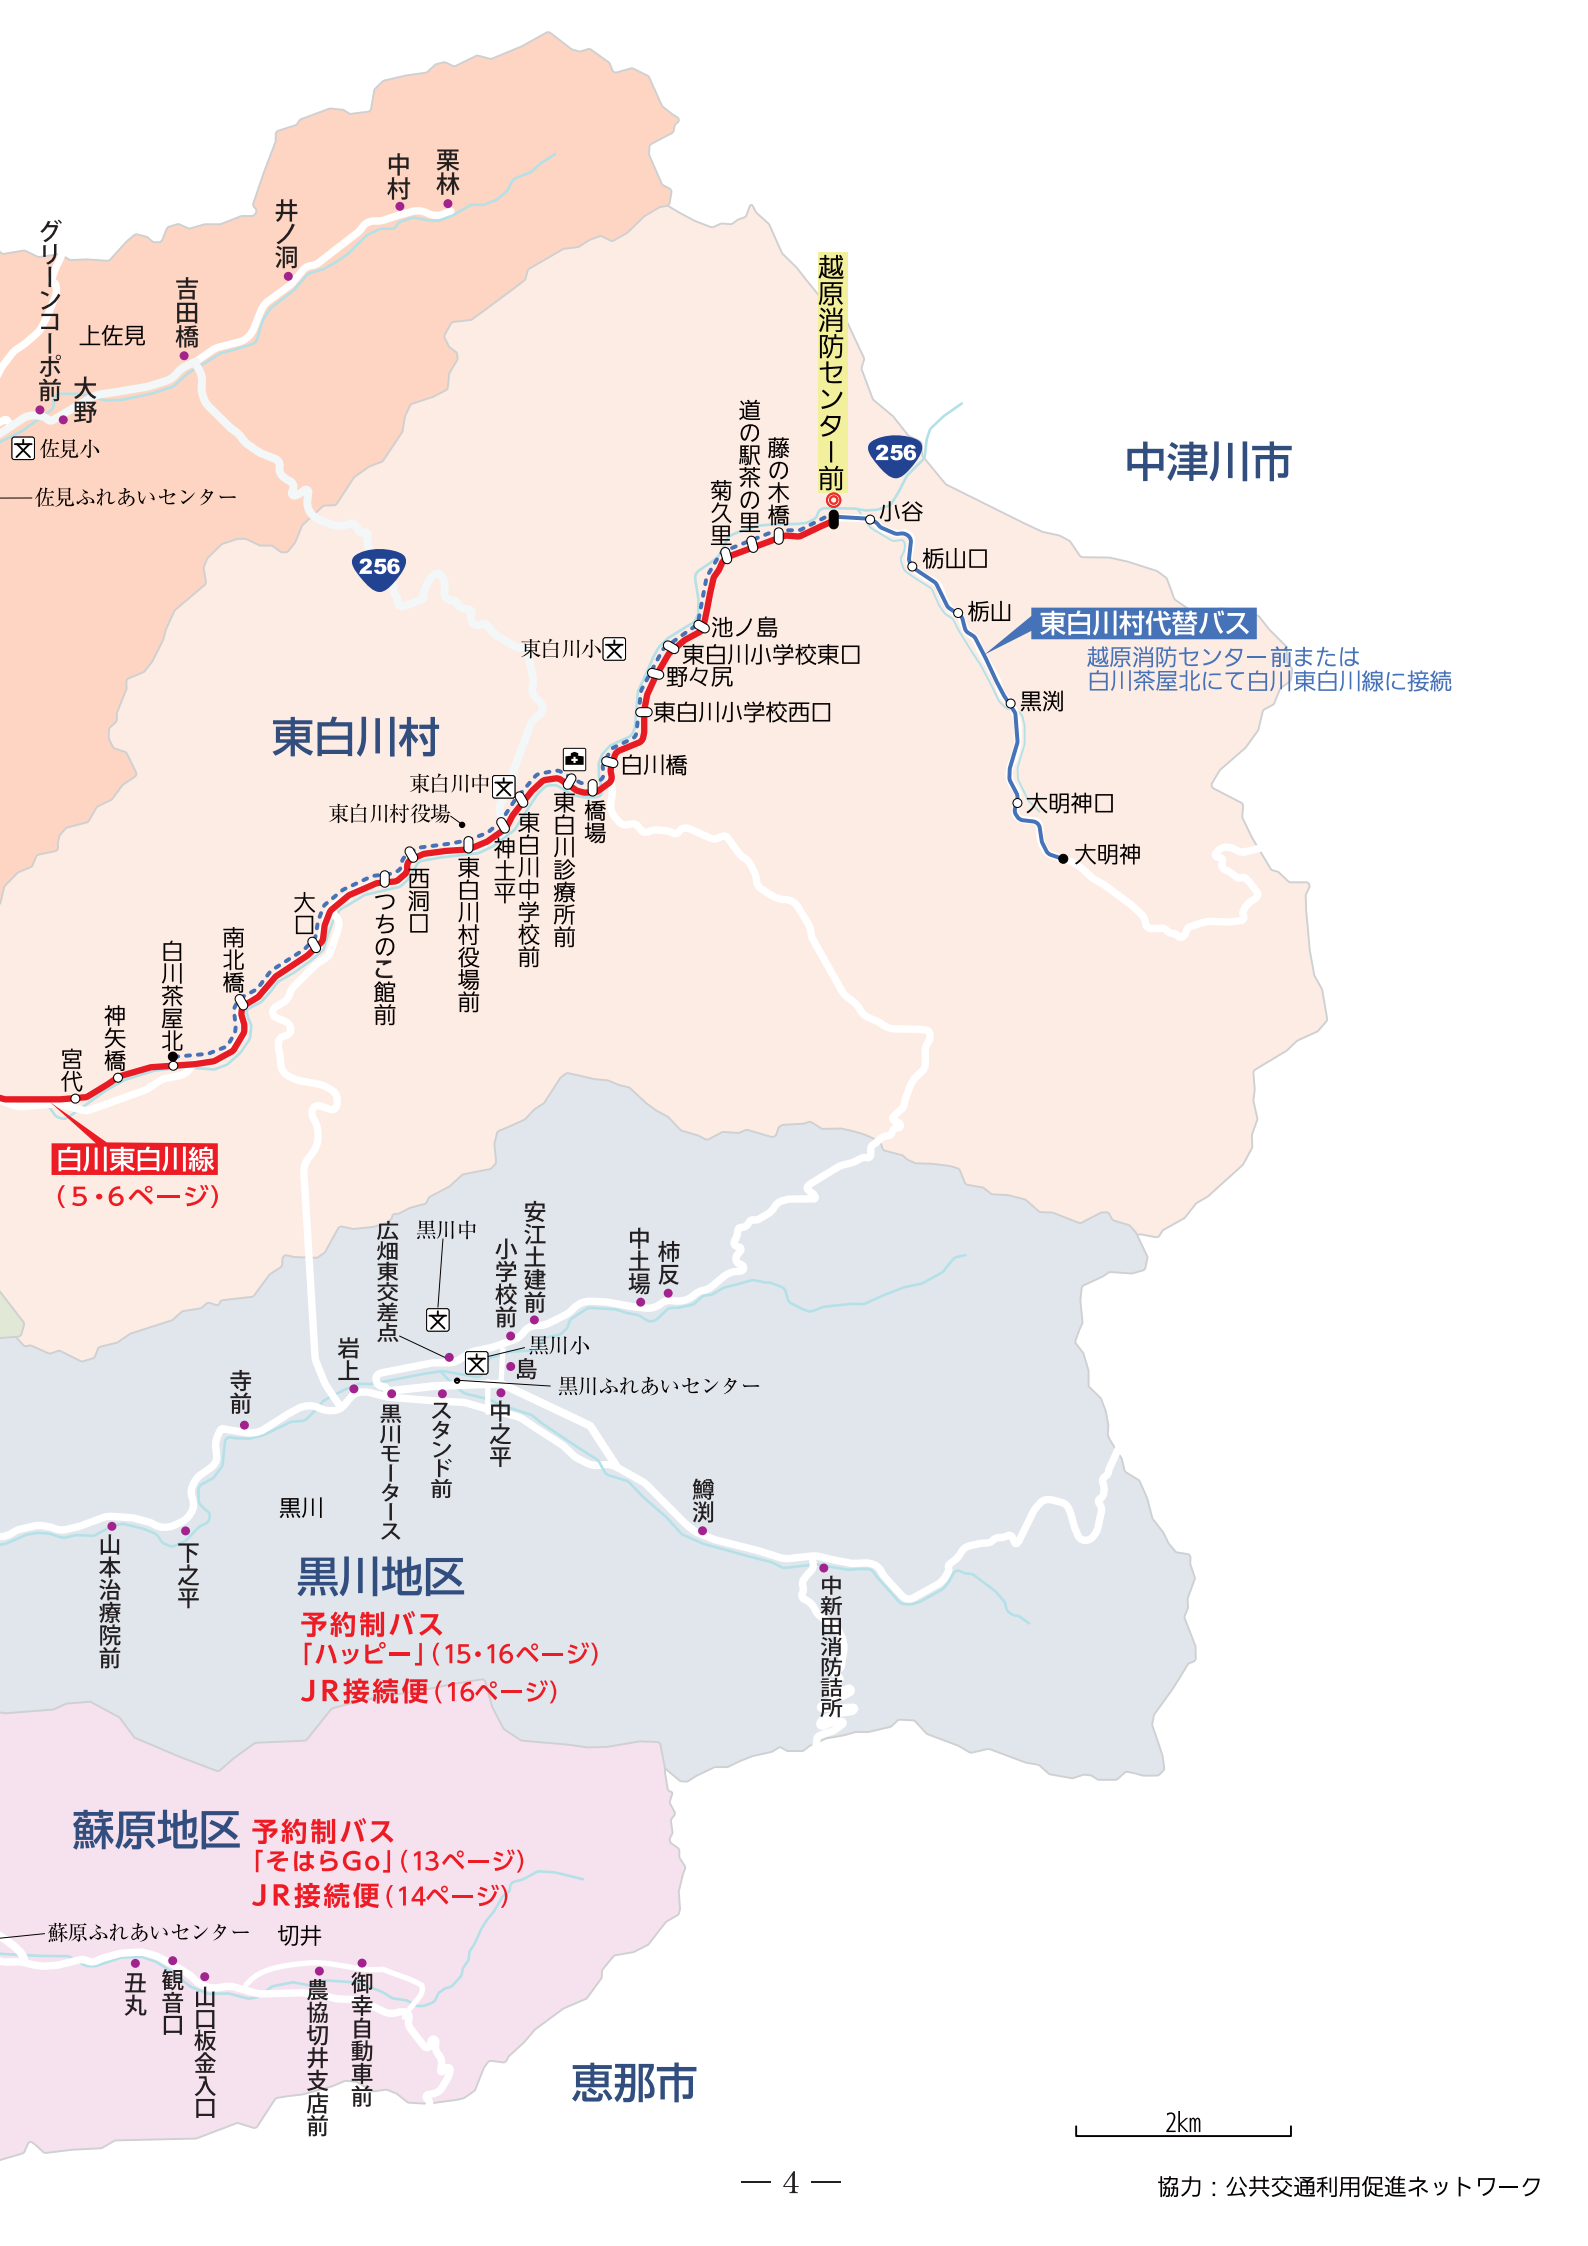 栗林
中村
井ノ洞
グリーンコーポ前
吉田橋
上佐見
大野
佐見小
佐見ふれあいセンター
越原消防センター前
256
中津川市
道の駅茶の里
藤の木橋
菊久里
小谷
栃山口
栃山
東白川村代替バス
越原消防センター前または
白川茶屋北にて白川東白川線に接続
256
池ノ島
東白川小
東白川小学校東口
野々尻
東白川小学校西口
黒渕
東白川村
白川橋
東白川中
東白川村役場
大明神口
大明神
橋場
東白川診療所前
東白川中学校前
神土平
東白川村役場前
西洞口
つちのこ館前
大口
南北橋
白川茶屋北
神矢橋
宮代
白川東白川線
（5・6ページ）
広畑東交差点
黒川中
安江土建前
小学校前
中土場
柿反
黒川小
島
黒川ふれあいセンター
岩上
寺前
黒川モータース
スタンド前
中之平
鱒渕
黒川
山本治療院前
下之平
中新田消防詰所
黒川地区
予約制バス
「ハッピー」（15・16ページ）
JR接続便（16ページ）
蘇原地区
予約制バス
「そはらGo」（13ページ）
JR接続便（14ページ）
蘇原ふれあいセンター
切井
丑丸
観音口
山口板金入口
農協切井支店前
御幸自動車前
恵那市
2km
― 4 ―
協力：公共交通利用促進ネットワーク